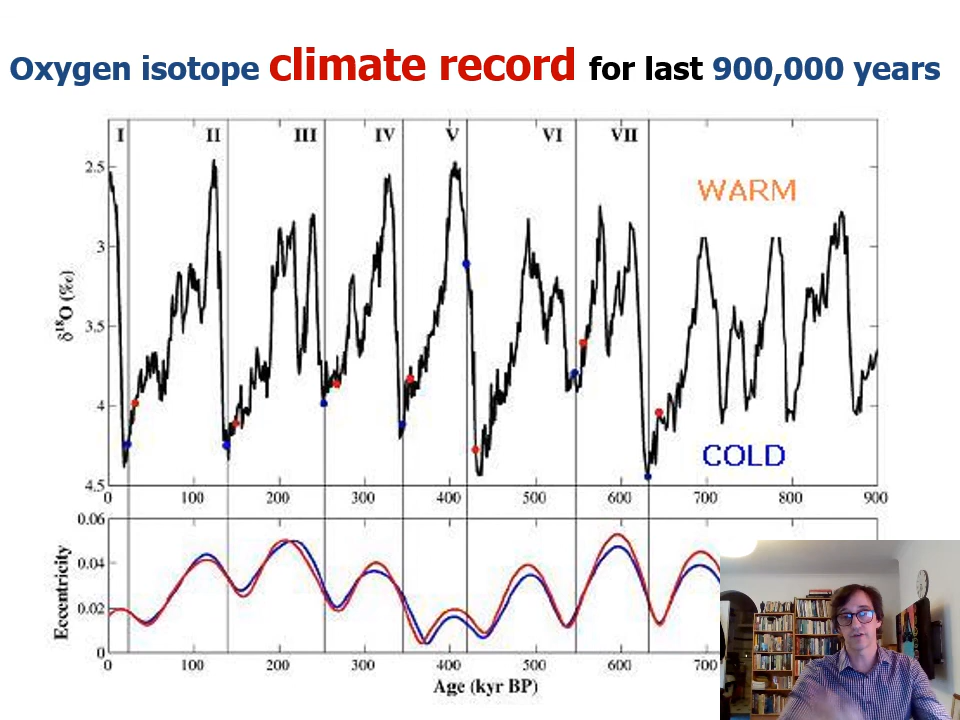 Oxygen isotope climate record for last 900,000 years
I II III IV V VI VII
2.5
WARM
3
3.5
δ¹⁸O (‰)
4
COLD
4.5
0 100 200 300 400 500 600 700 800 900
0.06
0.04
Eccentricity
0.02
0
0 100 200 300 400 500 600 700
Age (kyr BP)